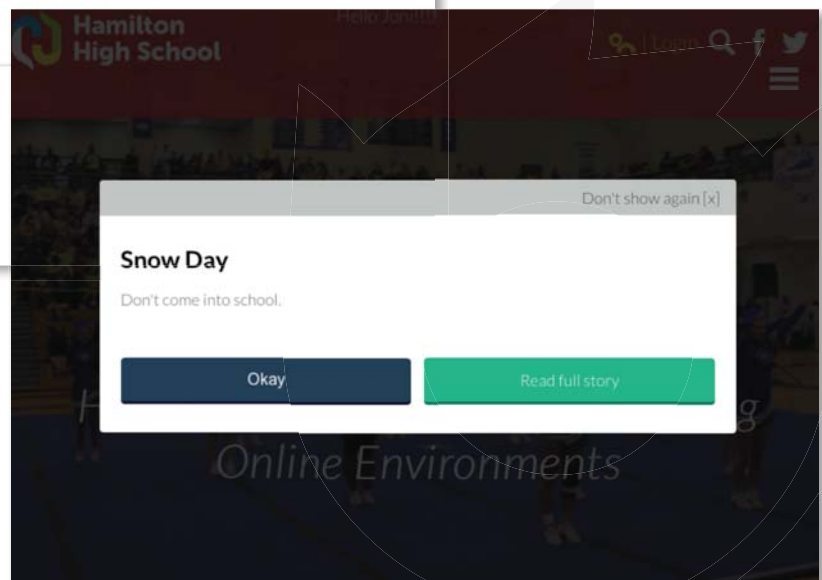 Hamilton
High School
Hello Joni!!!!
| Login
Don't show again [x]
Snow Day
Don't come into school.
Okay
Read full story
Online Environments